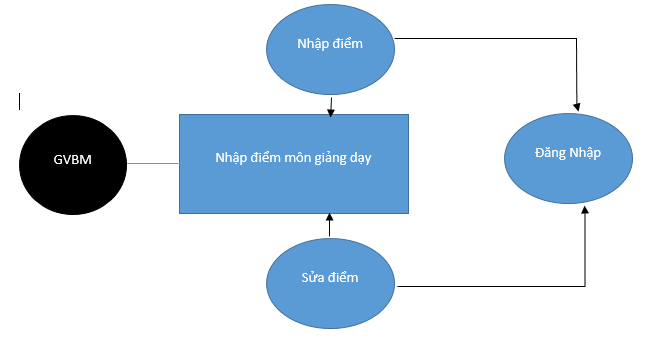 Nhập điểm
GVBM
Nhập điểm môn giảng dạy
Đăng Nhập
Sửa điểm